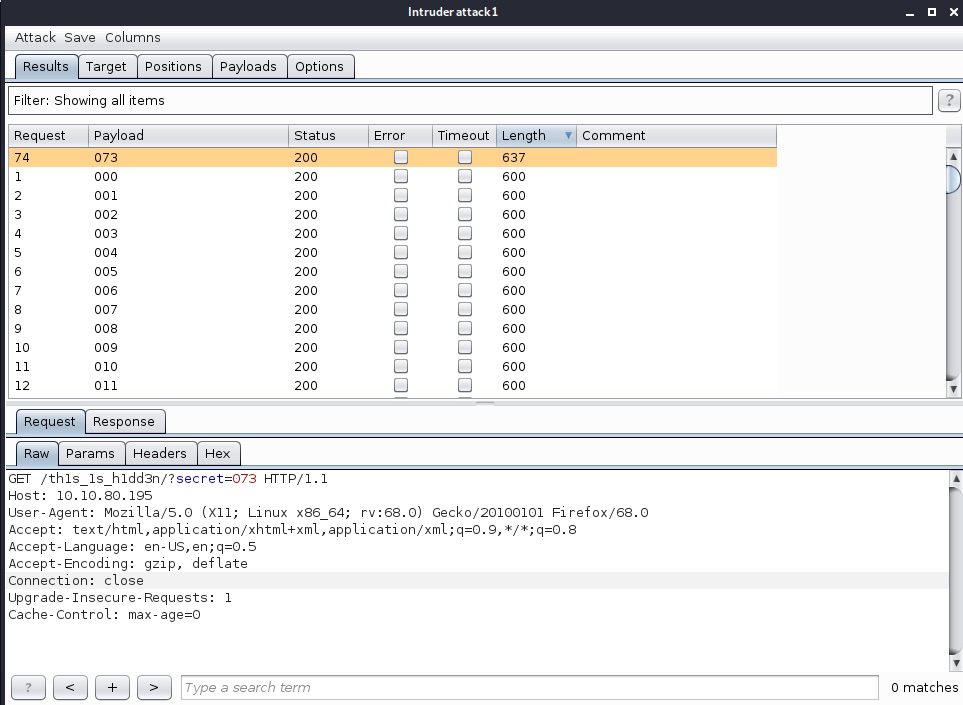 Intruder attack1
Attack Save Columns
Results Target Positions Payloads Options
Filter: Showing all items ?
Request Payload Status Error Timeout Length Comment
74 073 200 637
1 000 200 600
2 001 200 600
3 002 200 600
4 003 200 600
5 004 200 600
6 005 200 600
7 006 200 600
8 007 200 600
9 008 200 600
10 009 200 600
11 010 200 600
12 011 200 600
Request Response
Raw Params Headers Hex
GET /th1s_1s_h1dd3n/?secret=073 HTTP/1.1
Host: 10.10.80.195
User-Agent: Mozilla/5.0 (X11; Linux x86_64; rv:68.0) Gecko/20100101 Firefox/68.0
Accept: text/html,application/xhtml+xml,application/xml;q=0.9,*/*;q=0.8
Accept-Language: en-US,en;q=0.5
Accept-Encoding: gzip, deflate
Connection: close
Upgrade-Insecure-Requests: 1
Cache-Control: max-age=0
? < + > Type a search term 0 matches